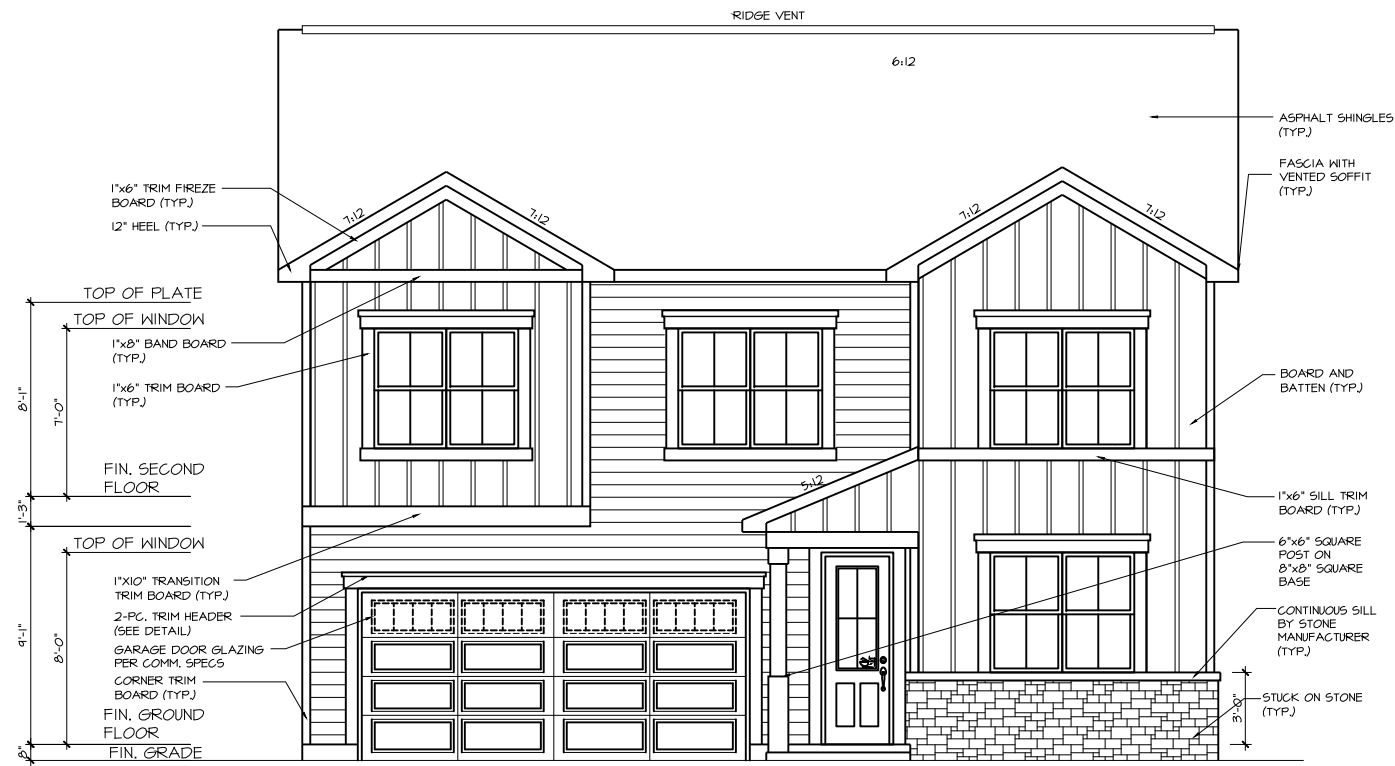 RIDGE VENT
6:12
ASPHALT SHINGLES
(TYP.)
FASCIA WITH
VENTED SOFFIT
(TYP.)
1"x6" TRIM FIREZE
BOARD (TYP.)
12" HEEL (TYP.)
7:12
7:12
7:12
7:12
TOP OF PLATE
TOP OF WINDOW
1"x8" BAND BOARD
(TYP.)
1"x6" TRIM BOARD
(TYP.)
8'-1"
7'-0"
BOARD AND
BATTEN (TYP.)
FIN. SECOND
FLOOR
5:12
1'-3"
1"x6" SILL TRIM
BOARD (TYP.)
TOP OF WINDOW
6"x6" SQUARE
POST ON
8"x8" SQUARE
BASE
1"X10" TRANSITION
TRIM BOARD (TYP.)
2-PC. TRIM HEADER
(SEE DETAIL)
GARAGE DOOR GLAZING
PER COMM. SPECS
CORNER TRIM
BOARD (TYP.)
9'-1"
8'-0"
CONTINUOUS SILL
BY STONE
MANUFACTURER
(TYP.)
STUCK ON STONE
(TYP.)
3'-0"
FIN. GROUND
FLOOR
FIN. GRADE
8"